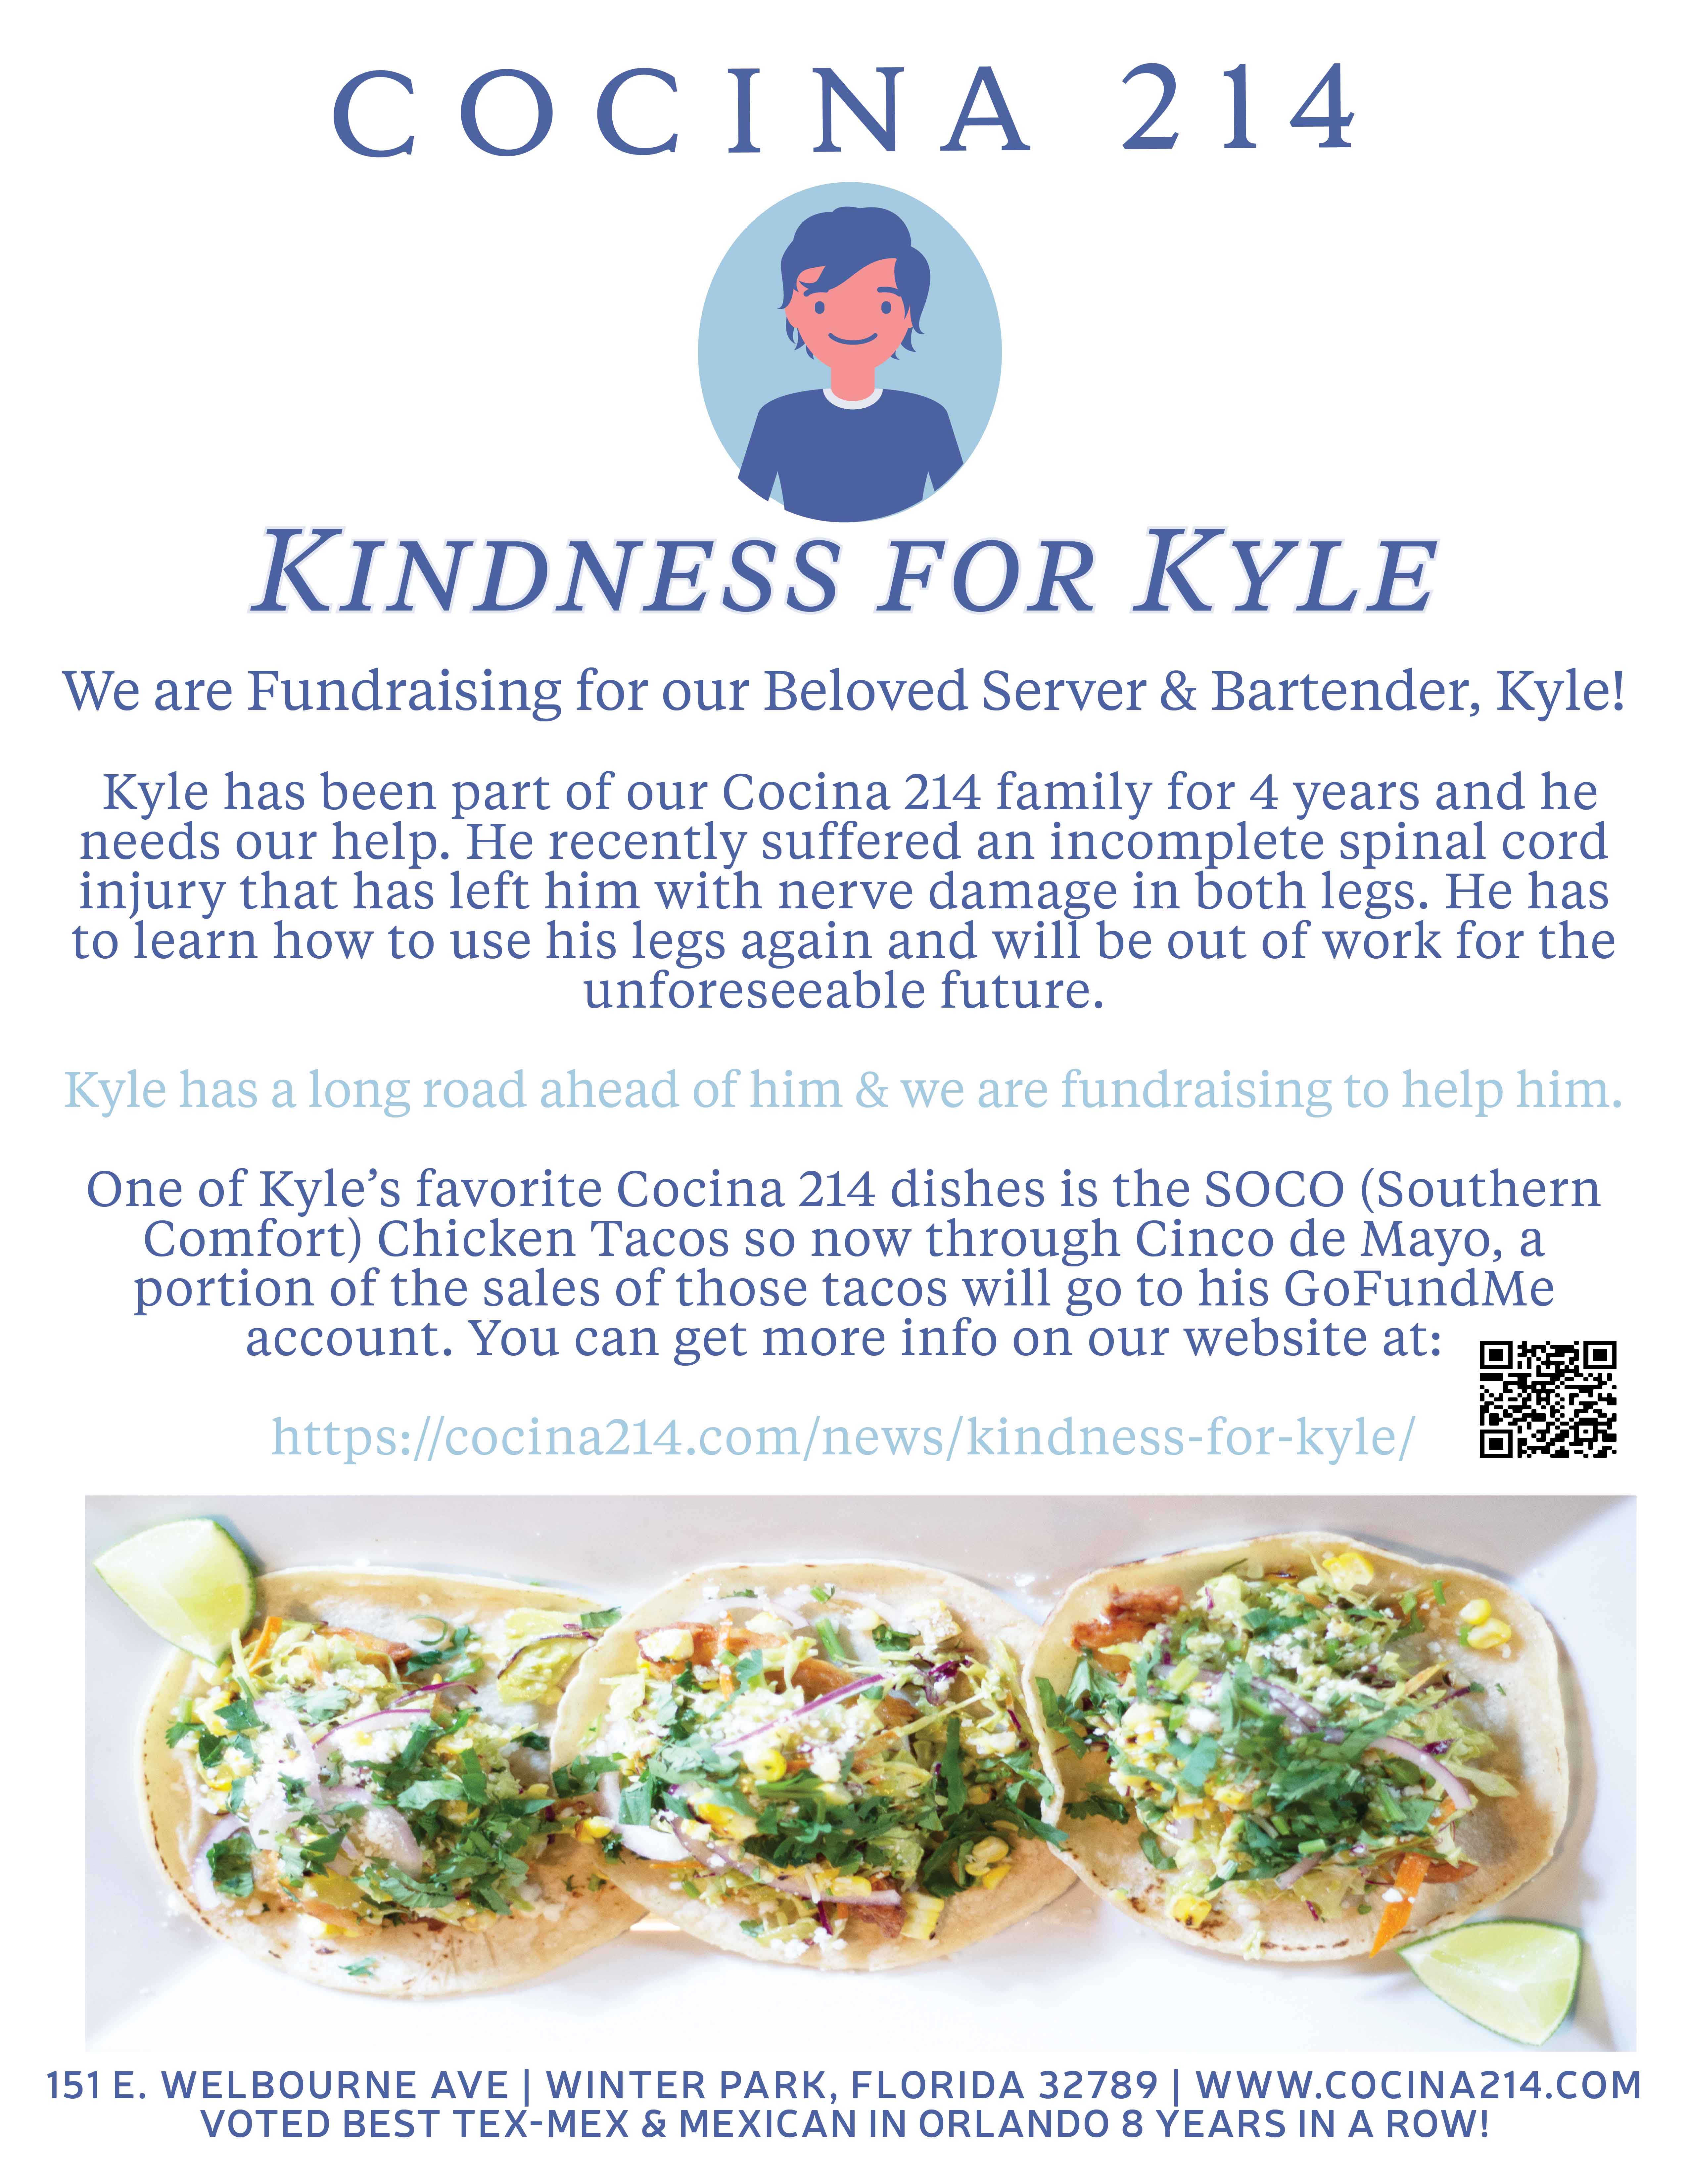 COCINA 214
KINDNESS FOR KYLE
We are Fundraising for our Beloved Server & Bartender, Kyle!
Kyle has been part of our Cocina 214 family for 4 years and he
needs our help. He recently suffered an incomplete spinal cord
injury that has left him with nerve damage in both legs. He has
to learn how to use his legs again and will be out of work for the
unforeseeable future.
Kyle has a long road ahead of him & we are fundraising to help him.
One of Kyle’s favorite Cocina 214 dishes is the SOCO (Southern
Comfort) Chicken Tacos so now through Cinco de Mayo, a
portion of the sales of those tacos will go to his GoFundMe
account. You can get more info on our website at:
https://cocina214.com/news/kindness-for-kyle/
151 E. WELBOURNE AVE | WINTER PARK, FLORIDA 32789 | WWW.COCINA214.COM
VOTED BEST TEX-MEX & MEXICAN IN ORLANDO 8 YEARS IN A ROW!